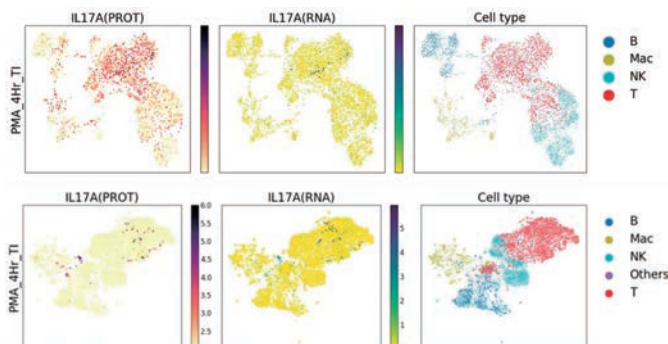 IL17A(PROT)
IL17A(RNA)
Cell type
PMA_4Hr_TI
B
Mac
NK
T
IL17A(PROT)
IL17A(RNA)
Cell type
PMA_4Hr_TI
6.0
5.5
5.0
4.5
4.0
3.5
3.0
2.5
5
4
3
2
1
B
Mac
NK
Others
T